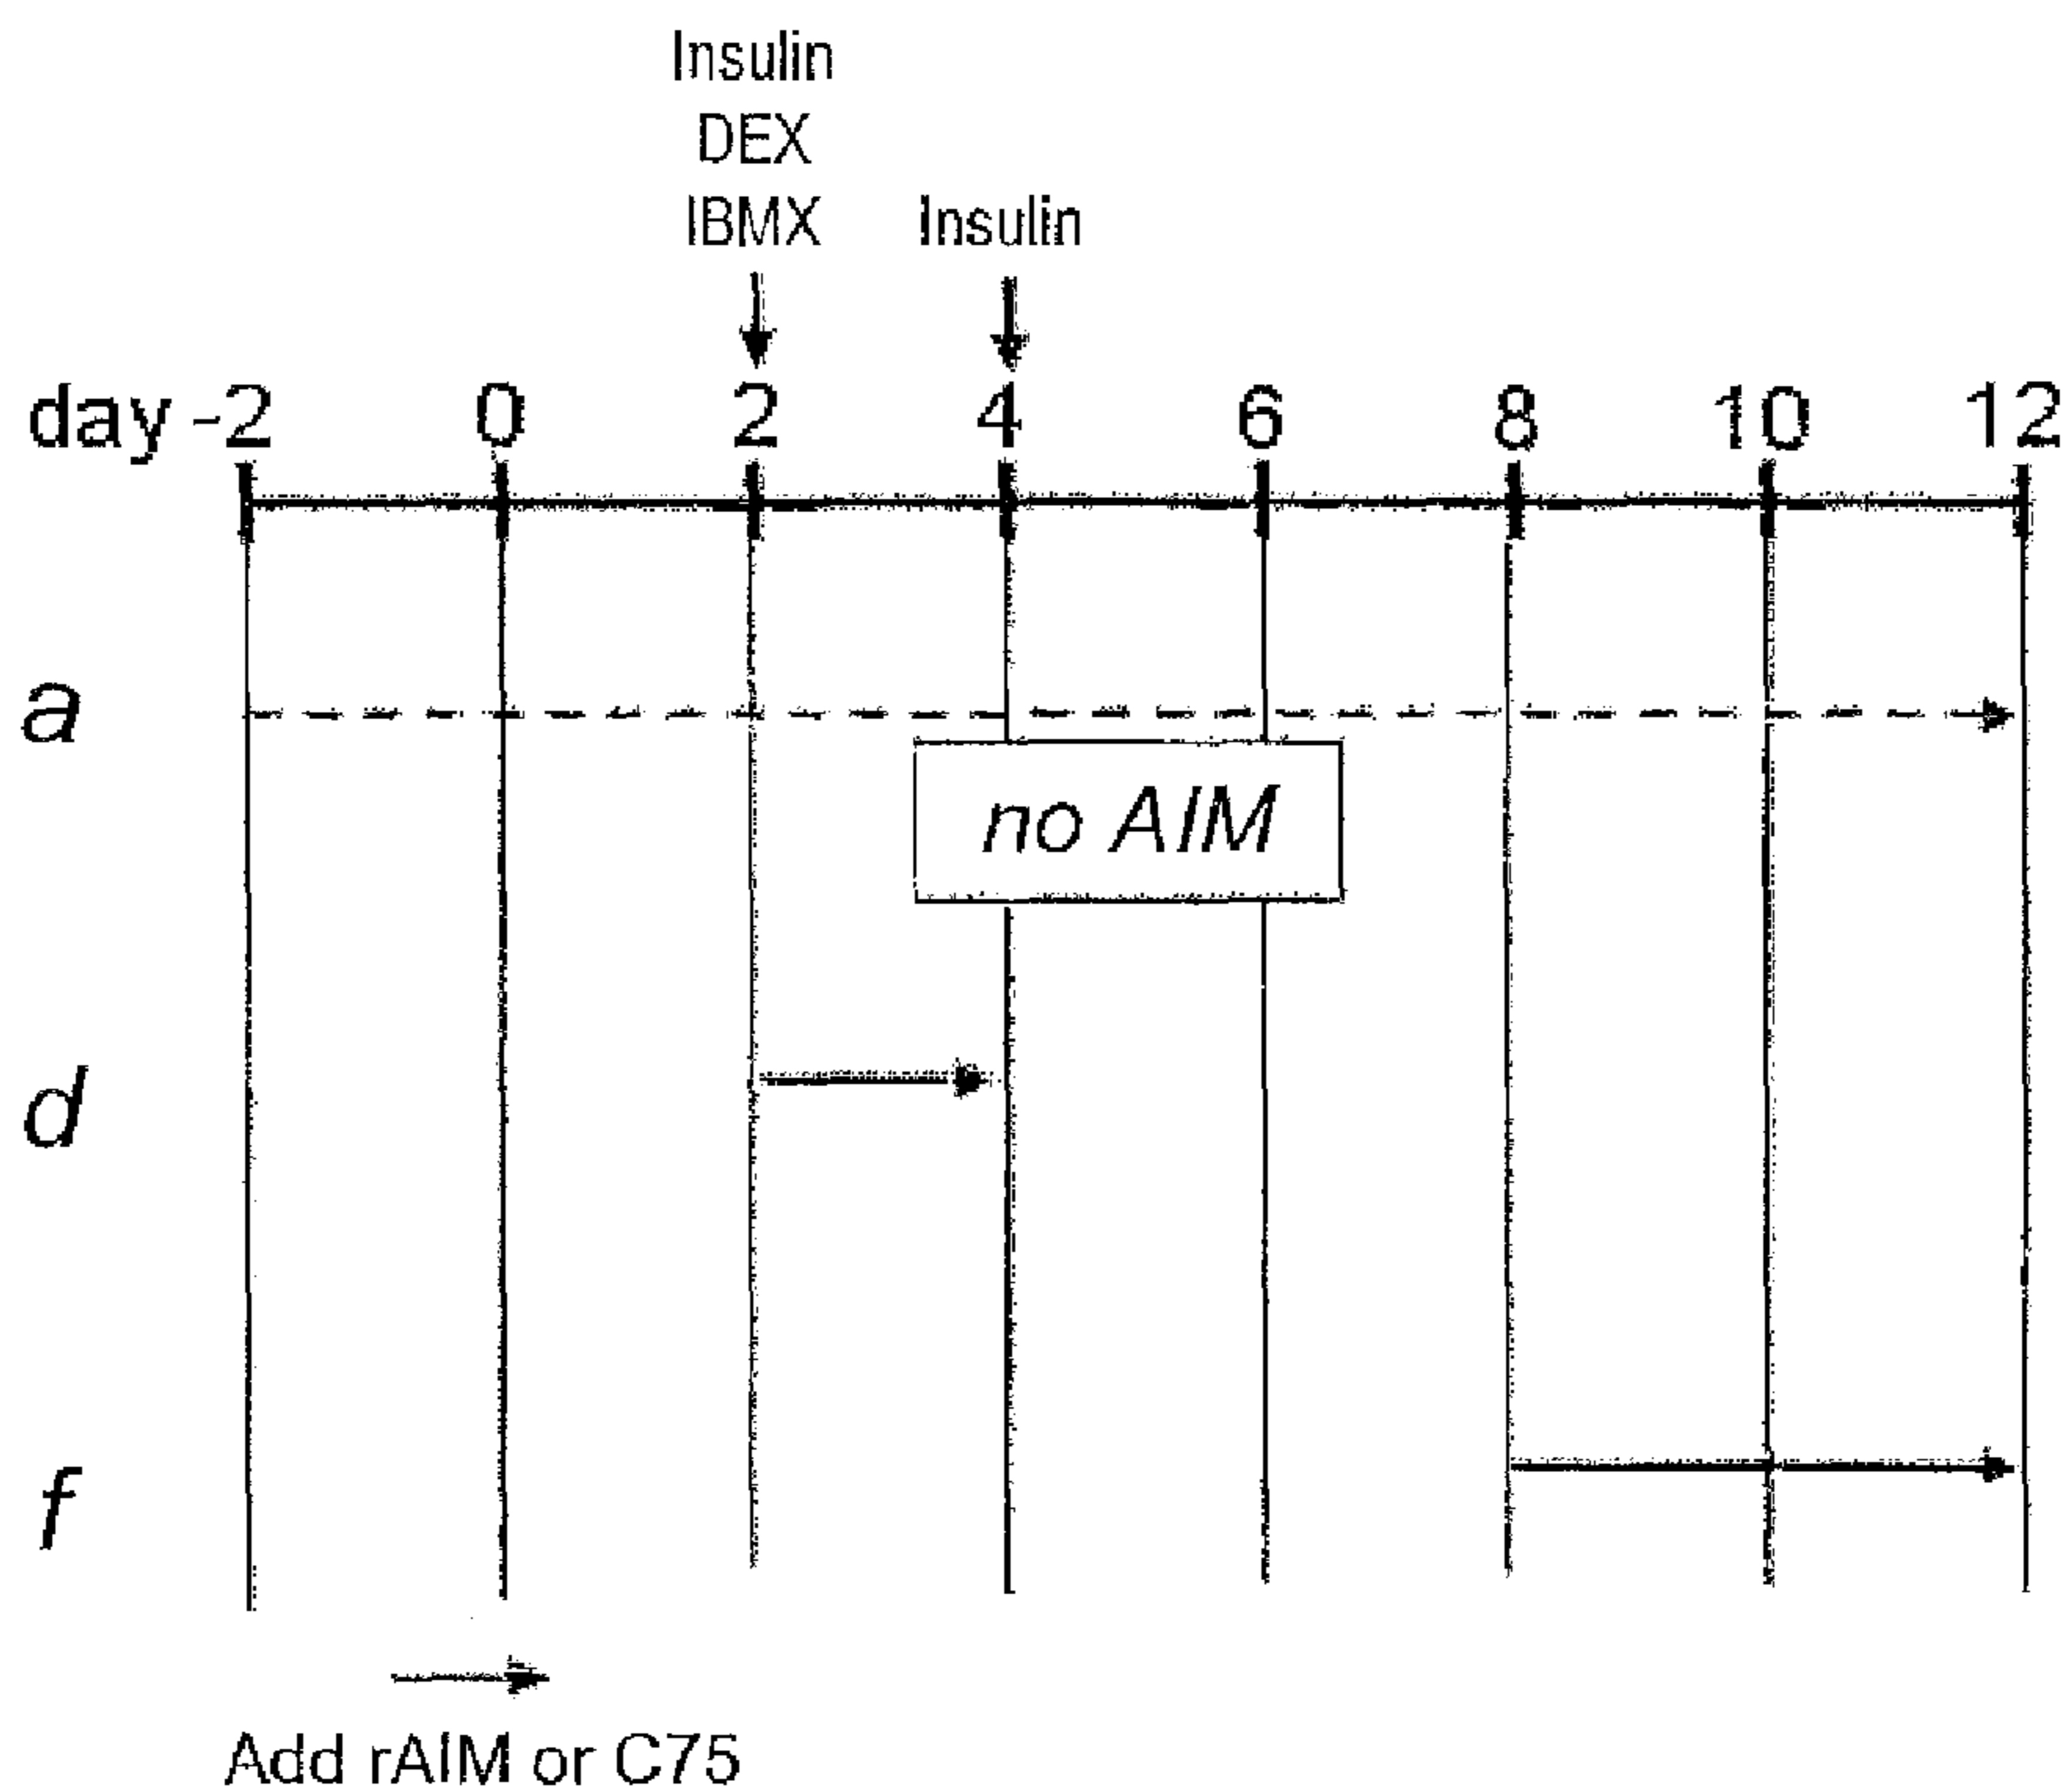 Insulin
DEX
IBMX
Insulin
day -2 0 2 4 6 8 10 12
a
no AIM
d
f
Add rAIM or C75